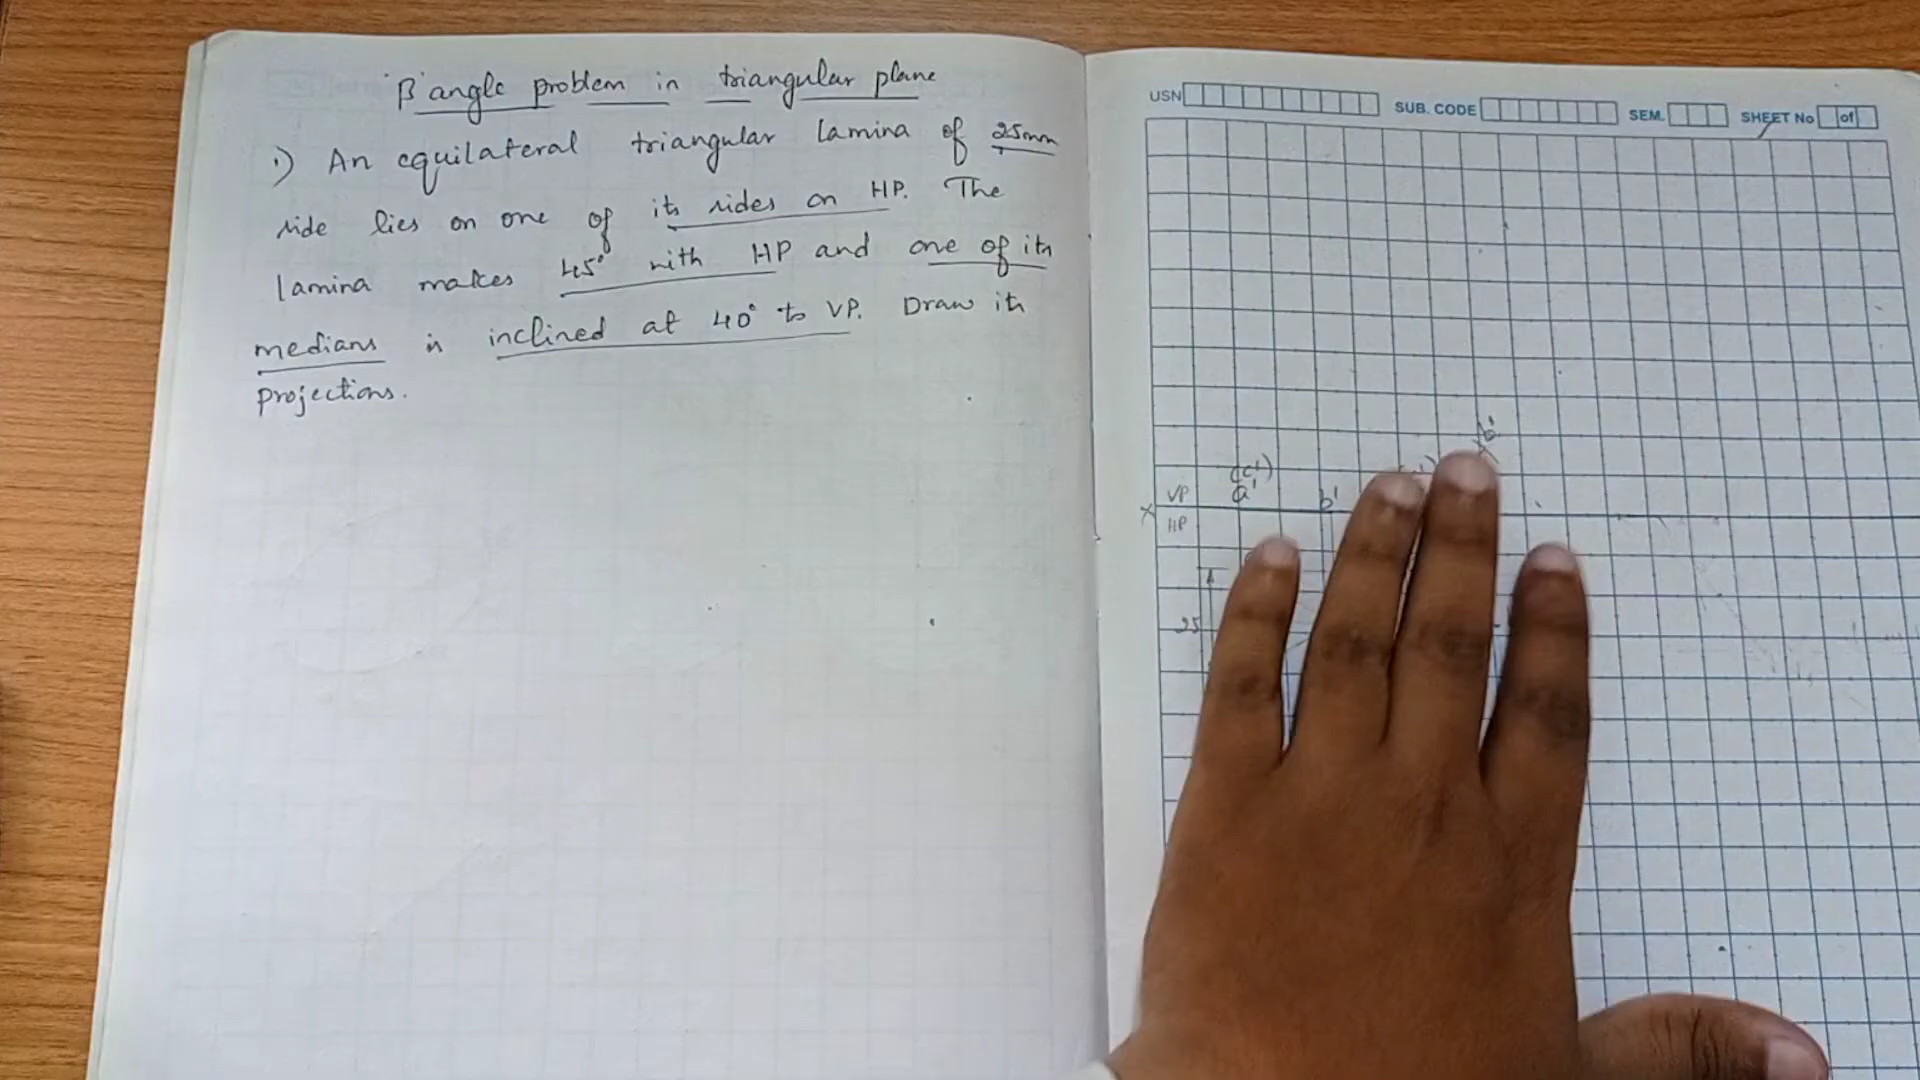 'β' angle problem in triangular plane
1) An equilateral triangular lamina of 25mm
side lies on one of its sides on HP. The
lamina makes 45° with HP and one of its
medians is inclined at 40° to VP. Draw its
projections.
USN SUB. CODE SEM. SHEET No of
b'
(c')
a'
b'
VP
X
HP
25